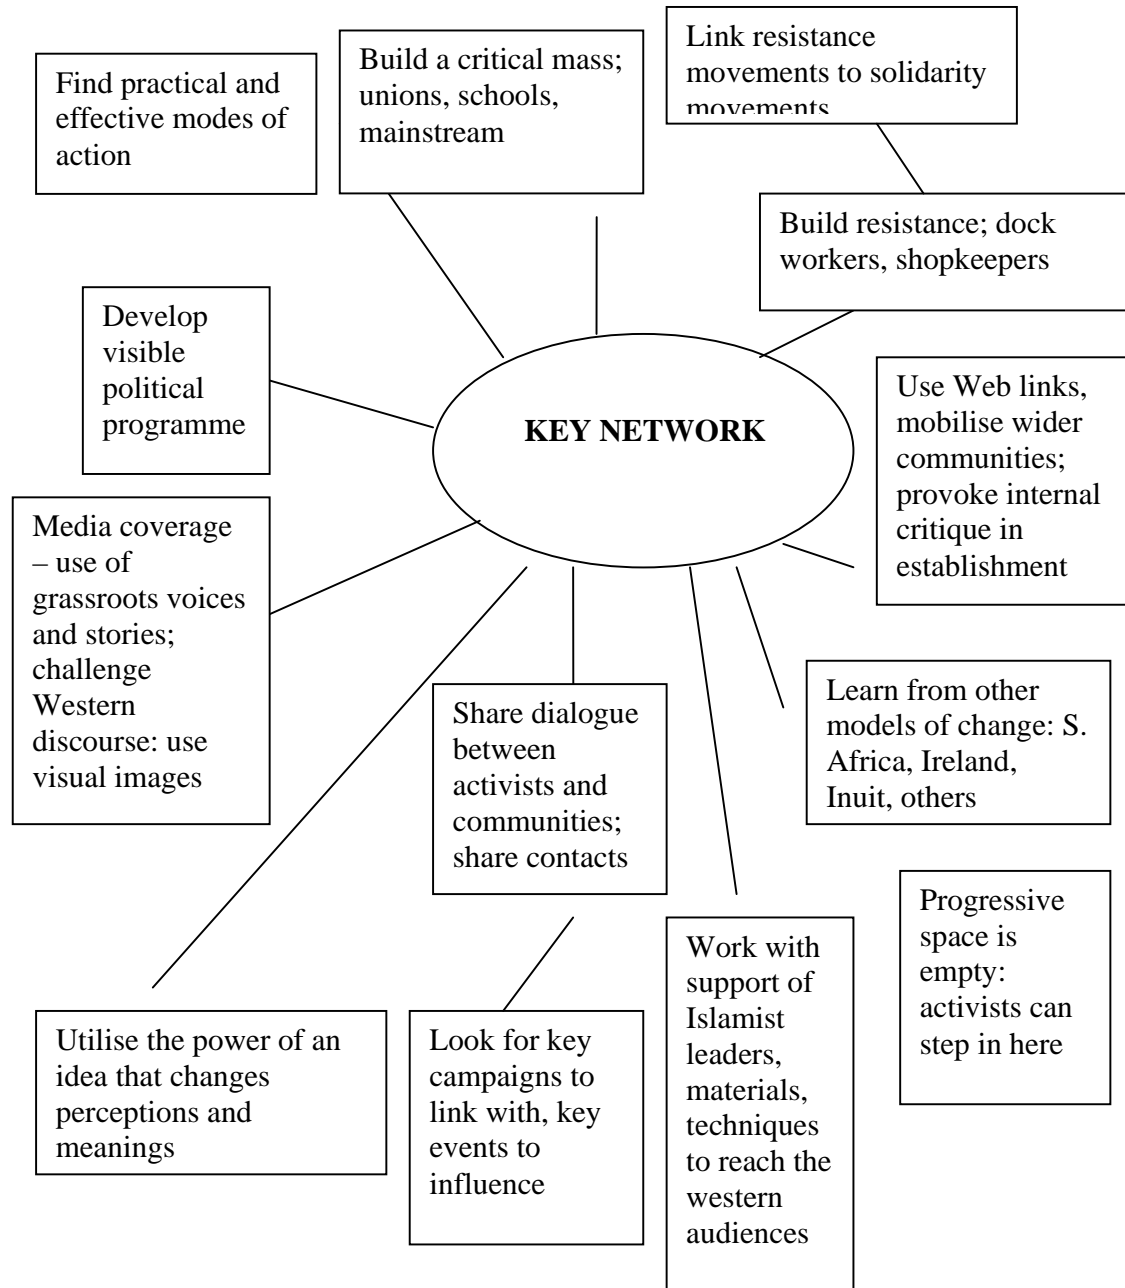 Find practical and
effective modes of
action
Build a critical mass;
unions, schools,
mainstream
Link resistance
movements to solidarity
movements
Build resistance; dock
workers, shopkeepers
Develop
visible
political
programme
KEY NETWORK
Use Web links,
mobilise wider
communities;
provoke internal
critique in
establishment
Media coverage
– use of
grassroots voices
and stories;
challenge
Western
discourse: use
visual images
Share dialogue
between
activists and
communities;
share contacts
Learn from other
models of change: S.
Africa, Ireland,
Inuit, others
Progressive
space is
empty:
activists can
step in here
Utilise the power of an
idea that changes
perceptions and
meanings
Look for key
campaigns to
link with, key
events to
influence
Work with
support of
Islamist
leaders,
materials,
techniques
to reach the
western
audiences